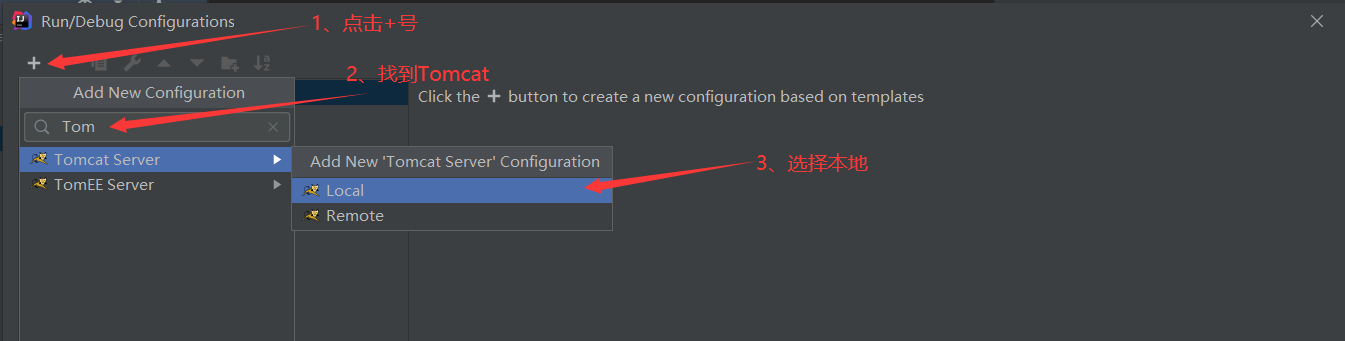 Run/Debug Configurations
1、点击+号
2、找到Tomcat
Add New Configuration
Click the + button to create a new configuration based on templates
Tom
Tomcat Server
Add New 'Tomcat Server' Configuration
3、选择本地
TomEE Server
Local
Remote